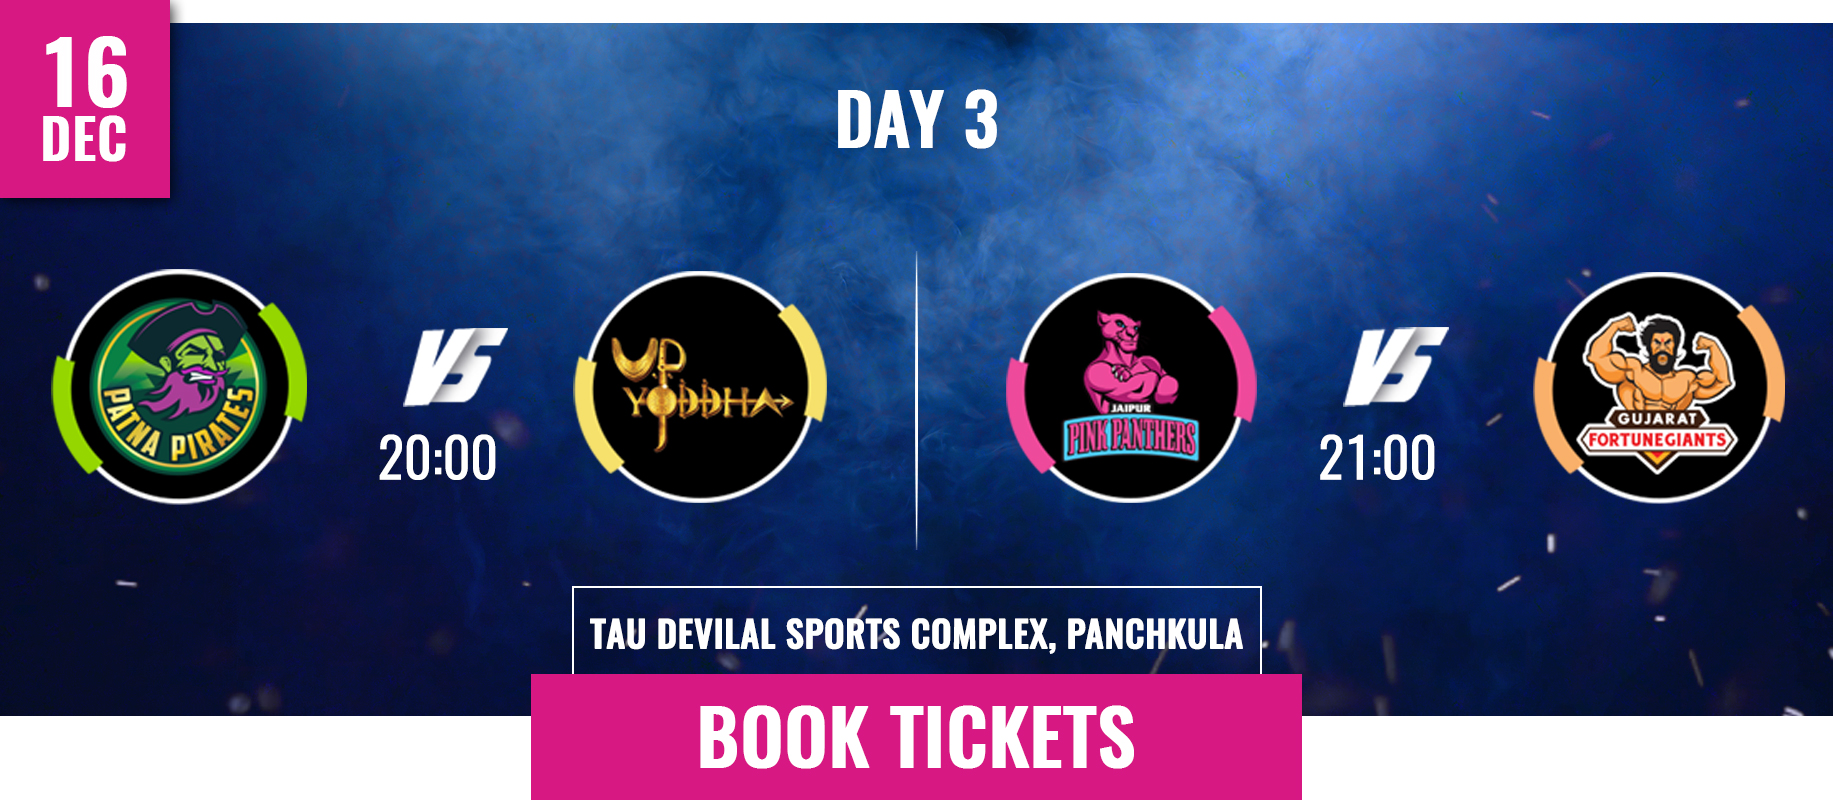 16
DEC
DAY 3
PATNA PIRATES
VS
20:00
UP
YODDHA
JAIPUR
PINK PANTHERS
VS
21:00
GUJARAT
FORTUNEGIANTS
TAU DEVILAL SPORTS COMPLEX, PANCHKULA
BOOK TICKETS